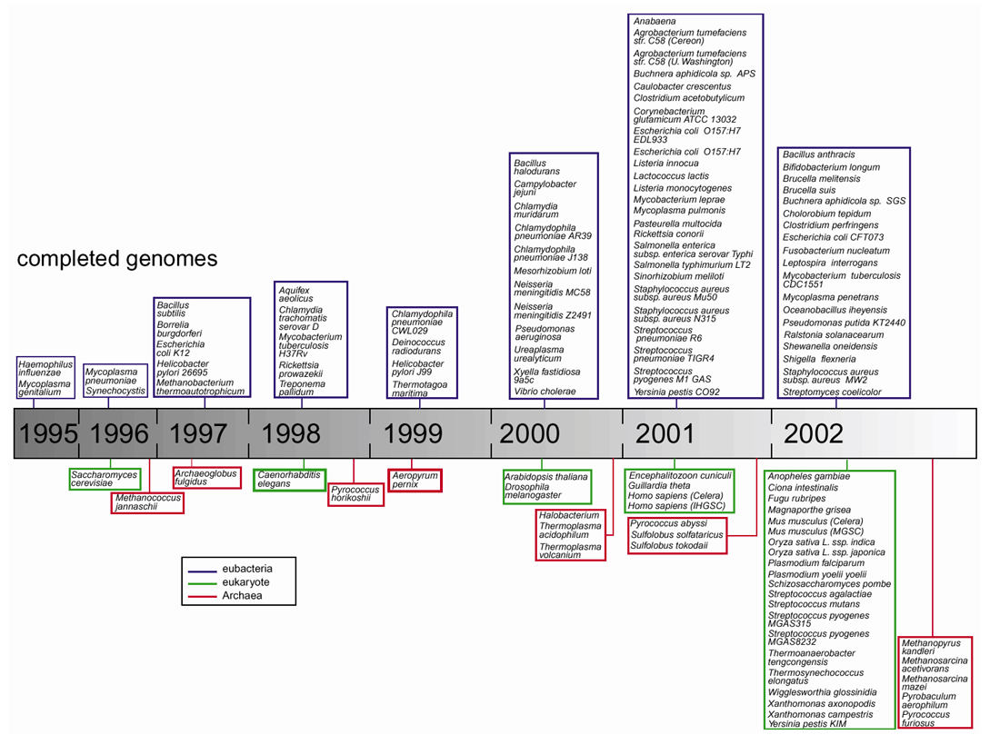 completed genomes
Haemophilus
influenzae
Mycoplasma
genitalium
Mycoplasma
pneumoniae
Synechocystis
Bacillus
subtilis
Borrelia
burgdorferi
Escherichia
coli K12
Helicobacter
pylori 26695
Methanobacterium
thermoautotrophicum
Aquifex
aeolicus
Chlamydia
trachomatis
serovar D
Mycobacterium
tuberculosis
H37Rv
Rickettsia
prowazekii
Treponema
pallidum
Chlamydophila
pneumoniae
CWL029
Deinococcus
radiodurans
Helicobacter
pylori J99
Thermotagoa
maritima
Bacillus
halodurans
Campylobacter
jejuni
Chlamydia
muridarum
Chlamydophila
pneumoniae AR39
Chlamydophila
pneumoniae J138
Mesorhizobium loti
Neisseria
meningitidis MC58
Neisseria
meningitidis Z2491
Pseudomonas
aeruginosa
Ureaplasma
urealyticum
Xyella fastidiosa
9a5c
Vibrio cholerae
Anabaena
Agrobacterium tumefaciens
str. C58 (Cereon)
Agrobacterium tumefaciens
str. C58 (U. Washington)
Buchnera aphidicola sp. APS
Caulobacter crescentus
Clostridium acetobutylicum
Corynebacterium
glutamicum ATCC 13032
Escherichia coli O157:H7
EDL933
Escherichia coli O157:H7
Listeria innocua
Lactococcus lactis
Listeria monocytogenes
Mycobacterium leprae
Mycoplasma pulmonis
Pasteurella multocida
Rickettsia conorii
Salmonella enterica
subsp. enterica serovar Typhi
Salmonella typhimurium LT2
Sinorhizobium meliloti
Staphylococcus aureus
subsp. aureus Mu50
Staphylococcus aureus
subsp. aureus N315
Streptococcus
pneumoniae R6
Streptococcus
pneumoniae TIGR4
Streptococcus
pyogenes M1 GAS
Yersinia pestis CO92
Bacillus anthracis
Bifidobacterium longum
Brucella melitensis
Brucella suis
Buchnera aphidicola sp. SGS
Cholorobium tepidum
Clostridium perfringens
Escherichia coli CFT073
Fusobacterium nucleatum
Leptospira interrogans
Mycobacterium tuberculosis
CDC1551
Mycoplasma penetrans
Oceanobacillus iheyensis
Pseudomonas putida KT2440
Ralstonia solanacearum
Shewanella oneidensis
Shigella flexneria
Staphylococcus aureus
subsp. aureus MW2
Streptomyces coelicolor
1995 1996 1997 1998 1999 2000 2001 2002
Saccharomyces
cerevisiae
Methanococcus
jannaschii
Archaeoglobus
fulgidus
Caenorhabditis
elegans
Pyrococcus
horikoshii
Aeropyrum
pernix
Arabidopsis thaliana
Drosophila
melanogaster
Halobacterium
Thermoplasma
acidophilum
Thermoplasma
volcanium
Encephalitozoon cuniculi
Guillardia theta
Homo sapiens (Celera)
Homo sapiens (IHGSC)
Pyrococcus abyssi
Sulfolobus solfataricus
Sulfolobus tokodaii
Anopheles gambiae
Ciona intestinalis
Fugu rubripes
Magnaporthe grisea
Mus musculus (Celera)
Mus musculus (MGSC)
Oryza sativa L. ssp. indica
Oryza sativa L. ssp. japonica
Plasmodium falciparum
Plasmodium yoelii yoelii
Schizosaccharomyces pombe
Streptococcus agalactiae
Streptococcus mutans
Streptococcus pyogenes
MGAS315
Streptococcus pyogenes
MGAS8232
Thermoanaerobacter
tengcongensis
Thermosynechococcus
elongatus
Wigglesworthia glossinidia
Xanthomonas axonopodis
Xanthomonas campestris
Yersinia pestis KIM
Methanopyrus
kandleri
Methanosarcina
acetivorans
Methanosarcina
mazei
Pyrobaculum
aerophilum
Pyrococcus
furiosus
eubacteria
eukaryote
Archaea